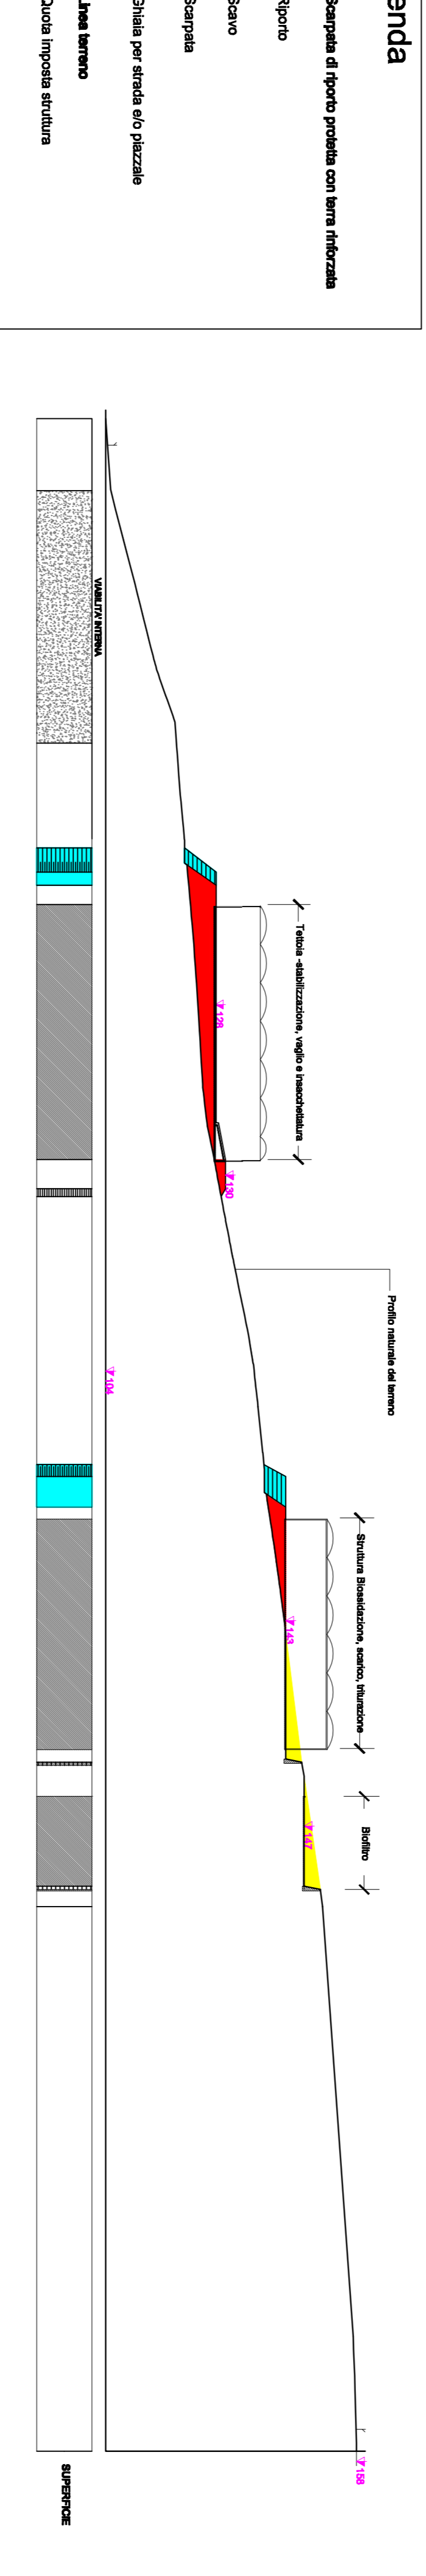 enda
Scarpata di riporto protetta con terra rinforzata
Riporto
Scavo
Scarpata
Ghiaia per strada e/o piazzale
Linea terreno
Quota imposta struttura
VIABILITA' INTERNA
Tettoia -stabilizzazione, vaglio e insacchettatura
128
130
Profilo naturale del terreno
104
Struttura Biossidazione, scarico, triturazione
143
Biofiltro
147
158
SUPERFICIE